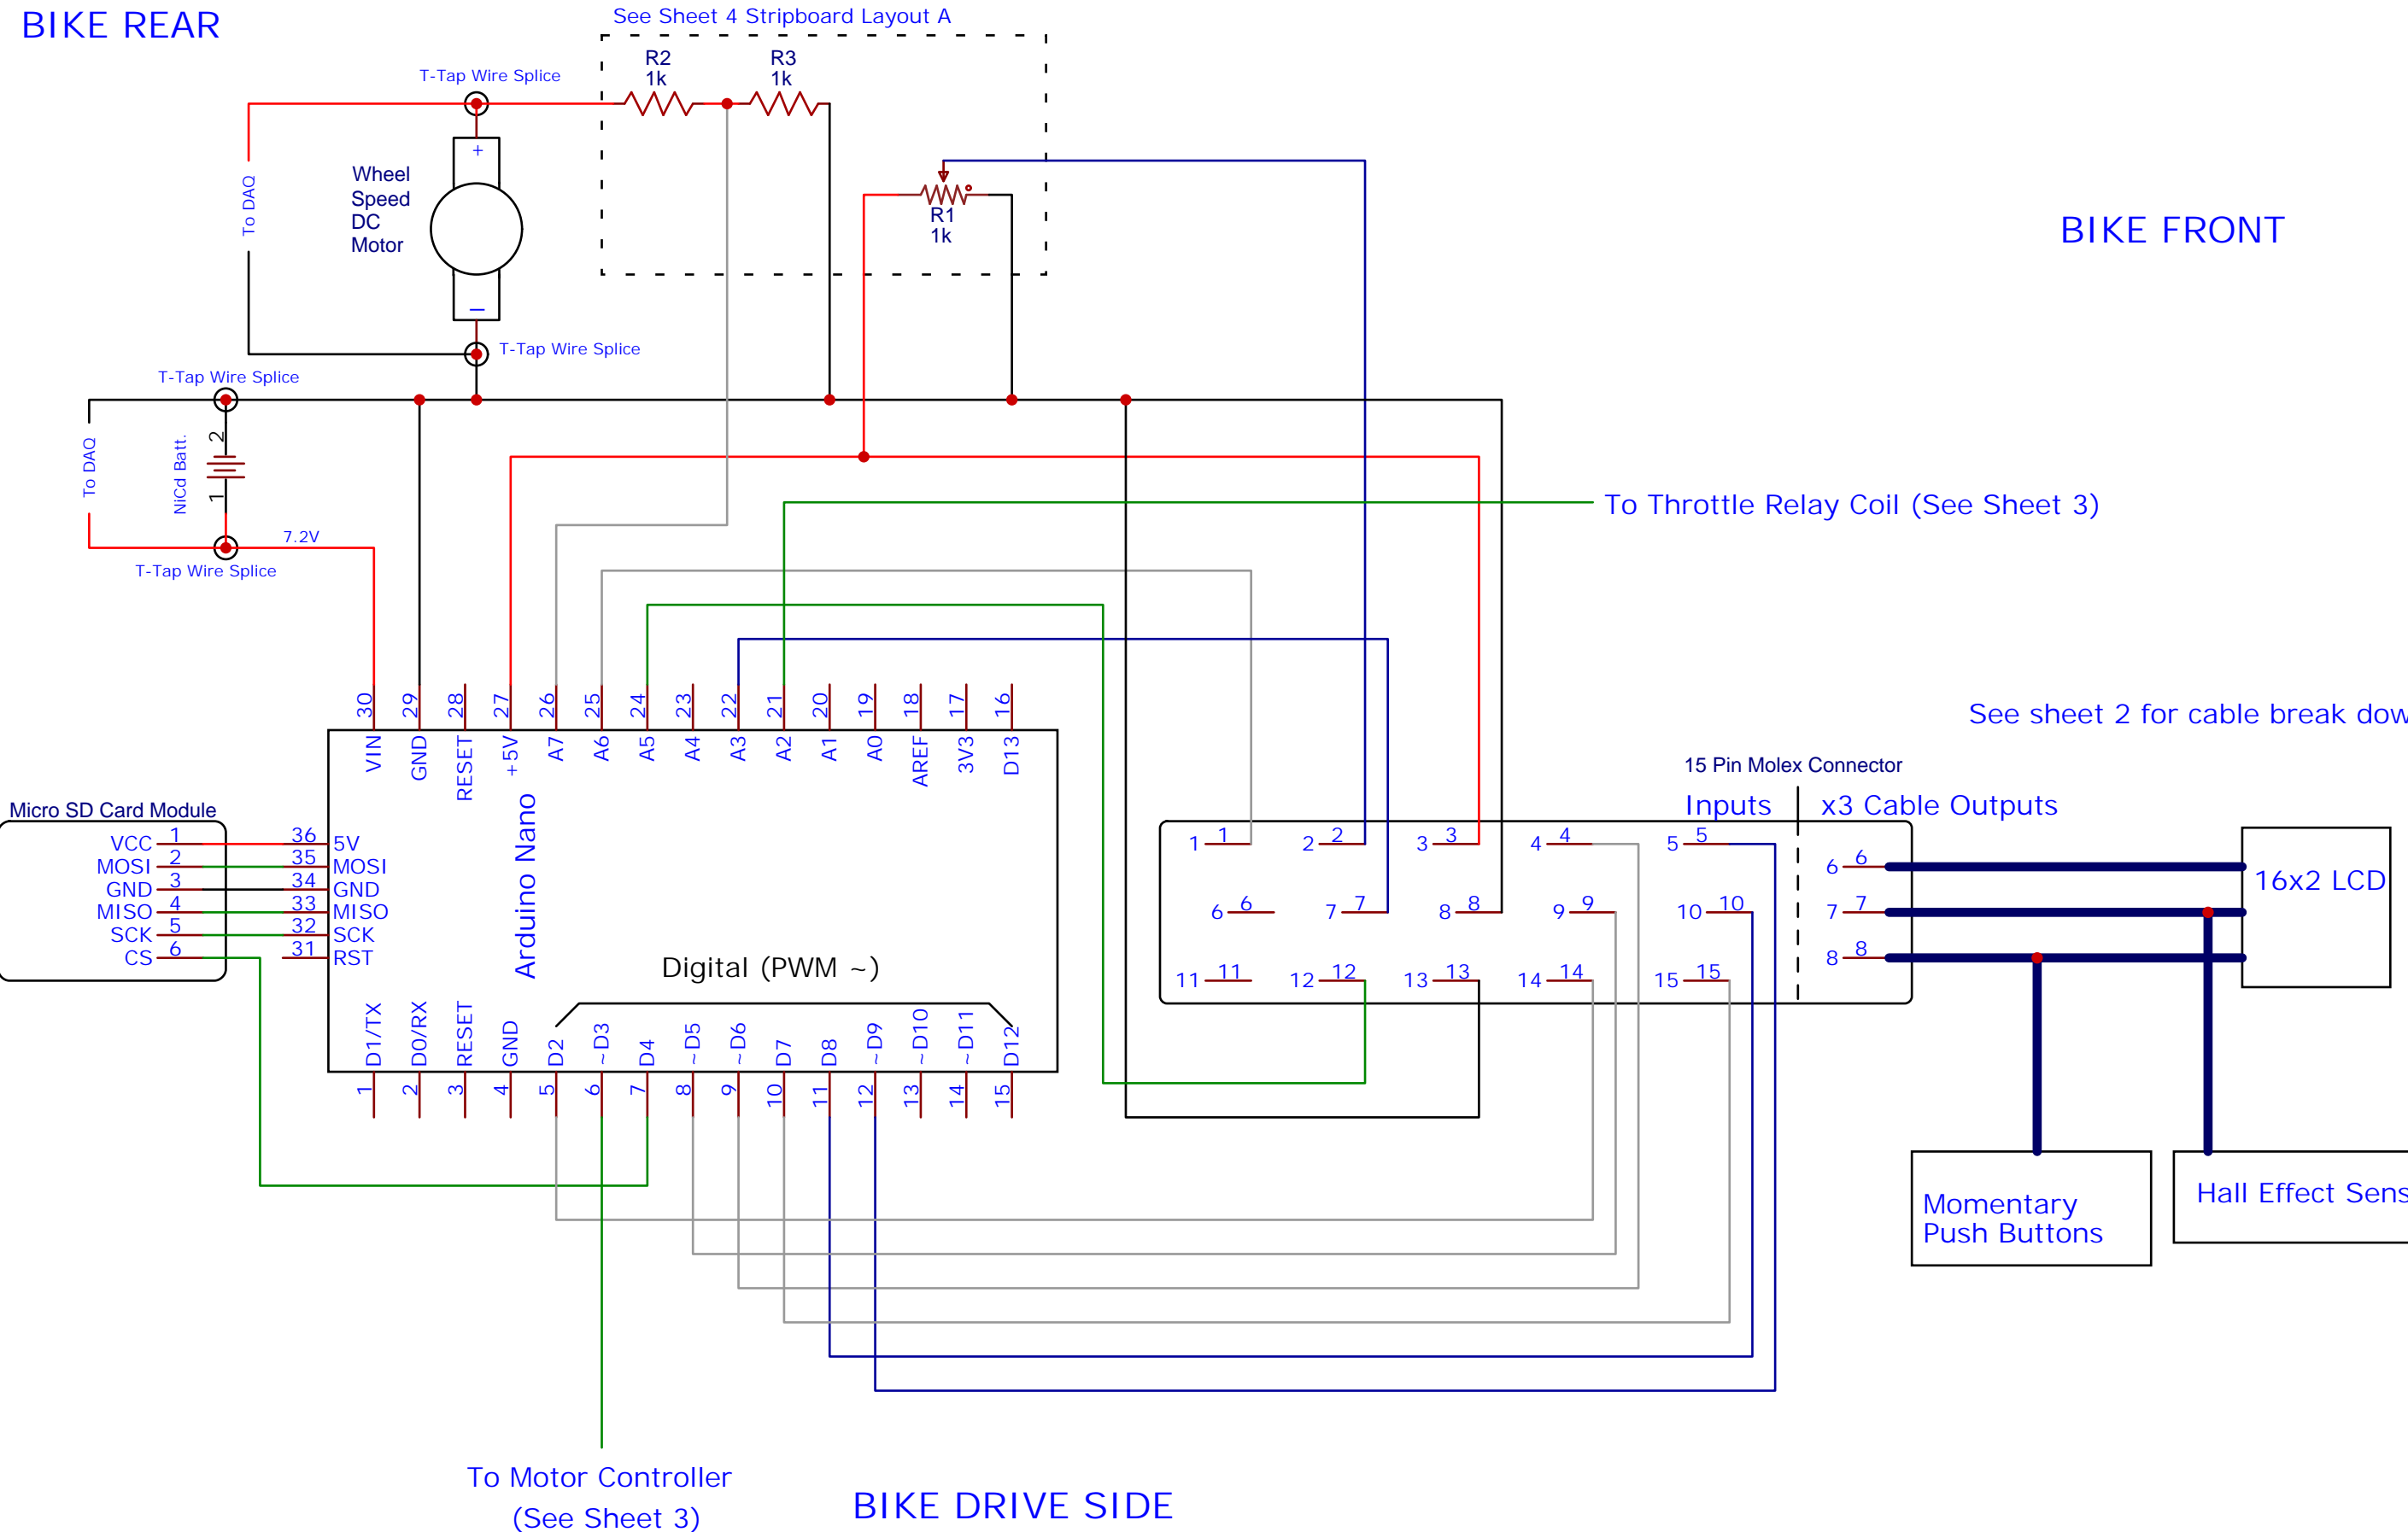 BIKE REAR
See Sheet 4 Stripboard Layout A
R2
1k
R3
1k
T-Tap Wire Splice
To DAQ
+
Wheel
Speed
DC
Motor
R1
1k
BIKE FRONT
T-Tap Wire Splice
T-Tap Wire Splice
To DAQ
NiCd Batt.
2
1
7.2V
T-Tap Wire Splice
To Throttle Relay Coil (See Sheet 3)
30 29 28 27 26 25 24 23 22 21 20 19 18 17 16
VIN GND RESET +5V A7 A6 A5 A4 A3 A2 A1 A0 AREF 3V3 D13
See sheet 2 for cable break dow
15 Pin Molex Connector
Inputs x3 Cable Outputs
Micro SD Card Module
VCC 1 36 5V
MOSI 2 35 MOSI
GND 3 34 GND
MISO 4 33 MISO
SCK 5 32 SCK
CS 6 31 RST
Arduino Nano
Digital (PWM ~)
1 1 2 2 3 3 4 4 5 5
6 6 7 7 8 8 9 9 10 10
11 11 12 12 13 13 14 14 15 15
6 6
7 7
8 8
16x2 LCD
D1/TX D0/RX RESET GND D2 ~D3 D4 ~D5 ~D6 D7 D8 ~D9 ~D10 ~D11 D12
1 2 3 4 5 6 7 8 9 10 11 12 13 14 15
Momentary
Push Buttons
Hall Effect Sens
To Motor Controller
(See Sheet 3)
BIKE DRIVE SIDE